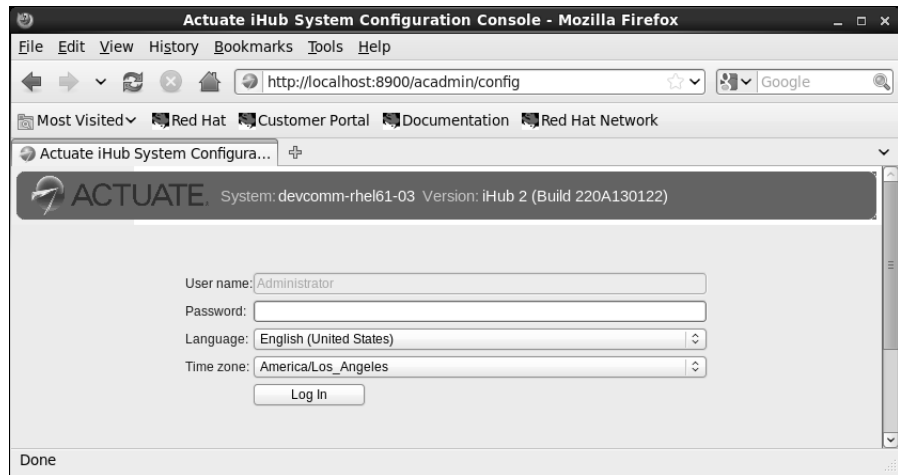 Actuate iHub System Configuration Console - Mozilla Firefox
File Edit View History Bookmarks Tools Help
http://localhost:8900/acadmin/config Google
Most Visited Red Hat Customer Portal Documentation Red Hat Network
Actuate iHub System Configura...
ACTUATE. System: devcomm-rhel61-03 Version: iHub 2 (Build 220A130122)
User name: Administrator
Password:
Language: English (United States)
Time zone: America/Los_Angeles
Log In
Done